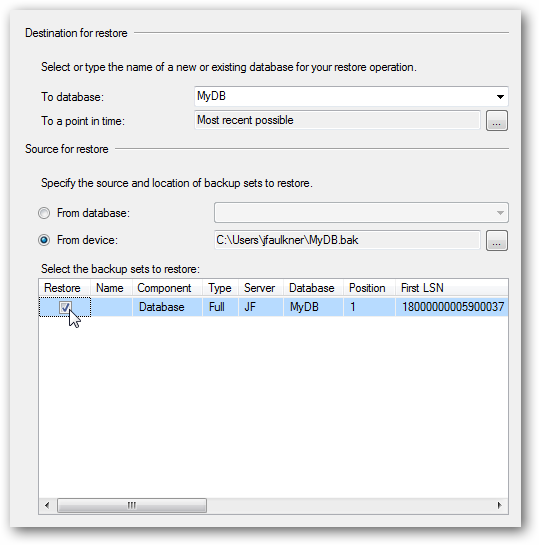 Destination for restore
Select or type the name of a new or existing database for your restore operation.
To database: MyDB
To a point in time: Most recent possible ...
Source for restore
Specify the source and location of backup sets to restore.
From database:
From device: C:\Users\jfaulkner\MyDB.bak ...
Select the backup sets to restore:
Restore Name Component Type Server Database Position First LSN
Database Full JF MyDB 1 18000000005900037